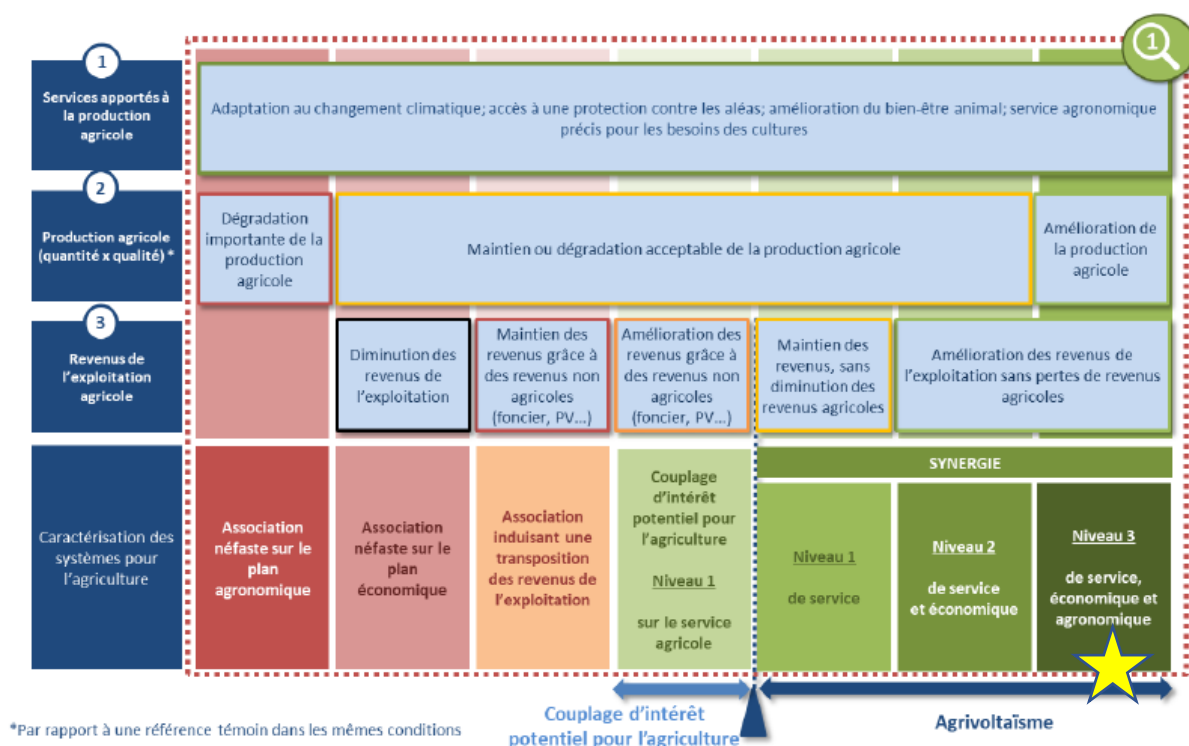 1
1
Services apportés à
la production
agricole
Adaptation au changement climatique; accès à une protection contre les aléas; amélioration du bien-être animal; service agronomique
précis pour les besoins des cultures
2
Production agricole
(quantité x qualité) *
Dégradation
importante de la
production
agricole
Maintien ou dégradation acceptable de la production agricole
Amélioration de
la production
agricole
3
Revenus de
l'exploitation
agricole
Diminution des
revenus de
l'exploitation
Maintien des
revenus grâce à
des revenus non
agricoles
(foncier, PV...)
Amélioration des
revenus grâce à
des revenus non
agricoles
(foncier, PV...)
Maintien des
revenus, sans
diminution des
revenus agricoles
Amélioration des revenus de
l'exploitation sans pertes de revenus
agricoles
Caractérisation des
systèmes pour
l'agriculture
Association
néfaste sur le
plan
agronomique
Association
néfaste sur le
plan
économique
Association
induisant une
transposition
des revenus de
l'exploitation
Couplage
d'intérêt
potentiel pour
l'agriculture
Niveau 1
sur le service
agricole
SYNERGIE
Niveau 1
de service
Niveau 2
de service
et économique
Niveau 3
de service,
économique et
agronomique
*Par rapport à une référence témoin dans les mêmes conditions
Couplage d'intérêt
potentiel pour l'agriculture
Agrivoltaïsme